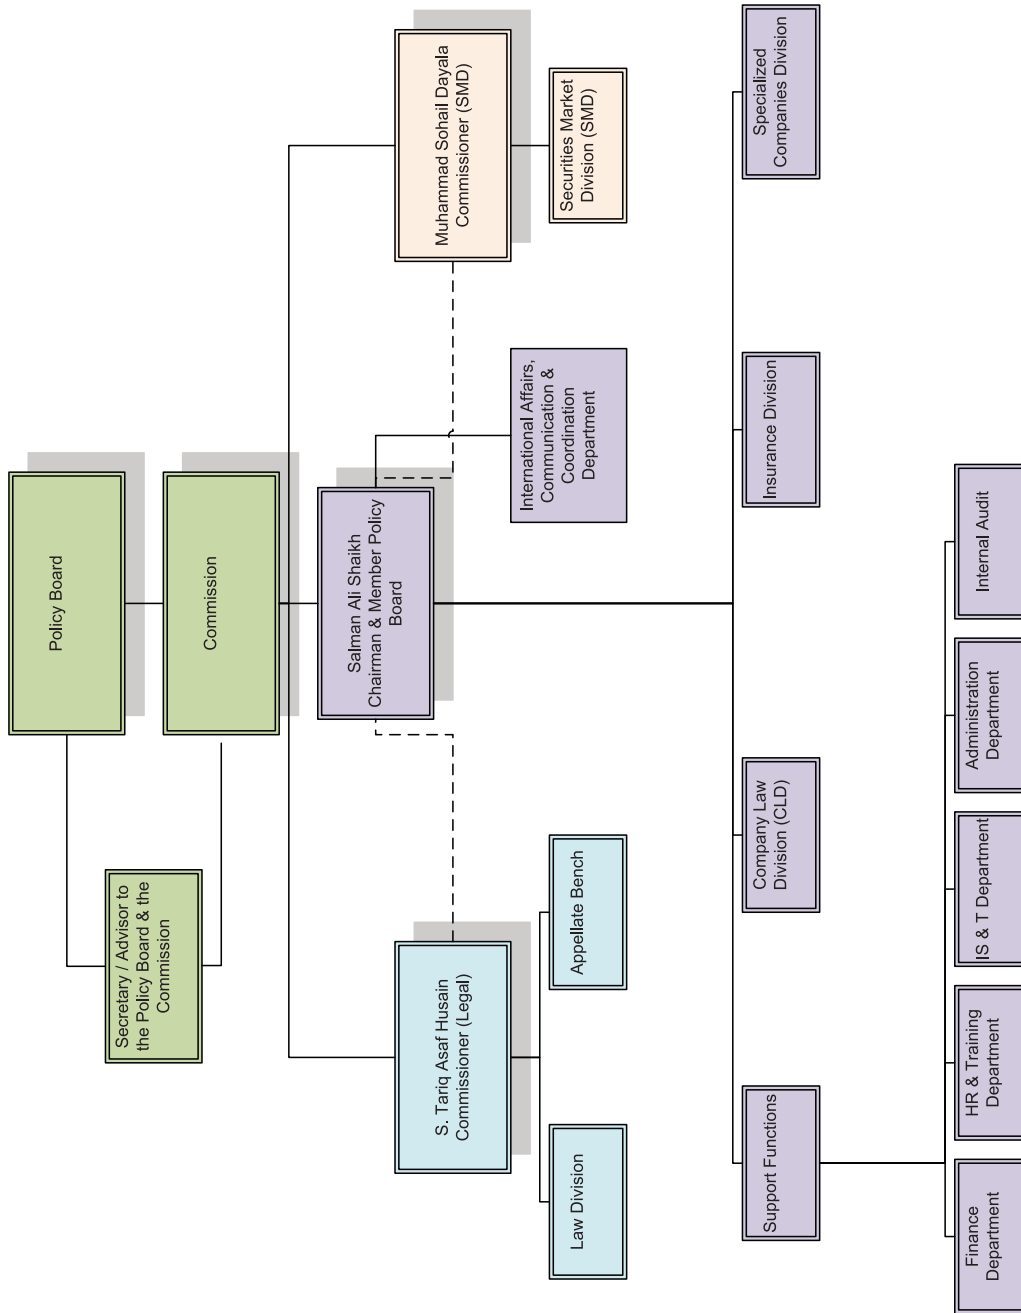 Policy Board
Secretary / Advisor to
the Policy Board & the
Commission
Commission
Salman Ali Shaikh
Chairman & Member Policy
Board
S. Tariq Asaf Husain
Commissioner (Legal)
Muhammad Sohail Dayala
Commissioner (SMD)
International Affairs,
Communication &
Coordination
Department
Law Division
Appellate Bench
Securities Market
Division (SMD)
Support Functions
Company Law
Division (CLD)
Insurance Division
Specialized
Companies Division
Finance
Department
HR & Training
Department
IS & T Department
Administration
Department
Internal Audit